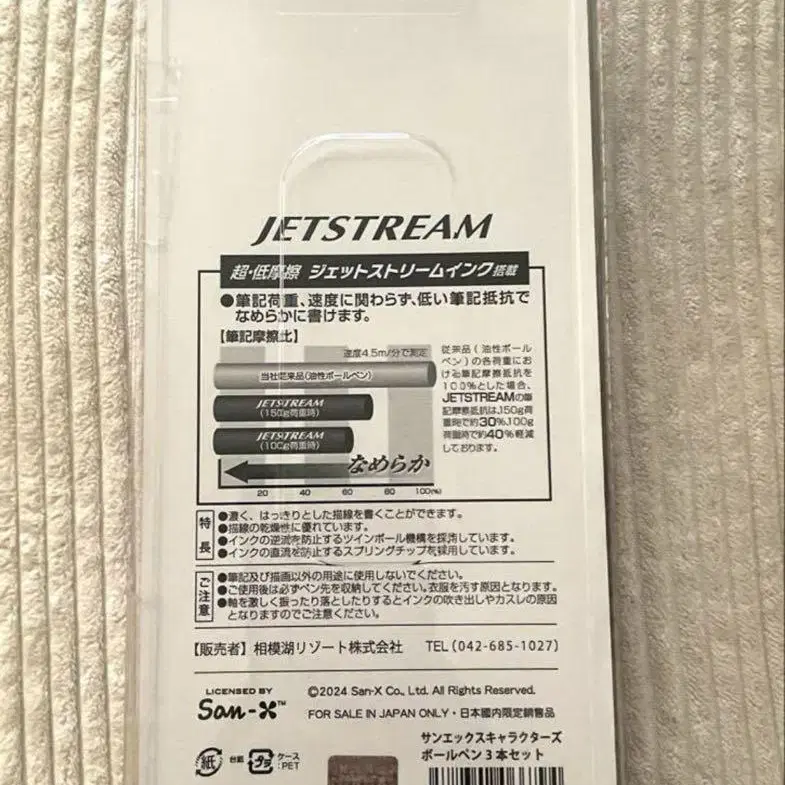 JETSTREAM
超・低摩擦 ジェットストリームインク搭載
●筆記荷重、速度に関わらず、低い筆記抵抗で
なめらかに書けます。
【筆記摩擦比】
速度4.5m/分で測定
当社従来品(油性ボールペン)
JETSTREAM
(150g荷重時)
JETSTREAM
(100g荷重時)
なめらか
20 40 60 80 100(%)
従来品(油性ボール
ペン)の各荷重にお
ける筆記摩擦抵抗を
100%とした場合、
JETSTREAMの筆
記摩擦抵抗は、150g荷
重時で約30%、100g
荷重時で約40%軽減
しております。
特長
●濃く、はっきりとした描線を書くことができます。
●描線の乾燥性に優れています。
●インクの逆流を防止するツインボール機構を採用しています。
●インクの直流を防止するスプリングチップを採用しています。
ご注意
●筆記及び描画以外の用途に使用しないでください。
●ご使用後は必ずペン先を収納してください。衣服を汚す原因となります。
●軸を激しく振ったり落としたりするとインクの吹き出しやカスレの原因
となりますのでご注意ください。
【販売者】相模湖リゾート株式会社 TEL(042-685-1027)
LICENSED BY
San-X™
©2024 San-X Co., Ltd. All Rights Reserved.
FOR SALE IN JAPAN ONLY・日本國内限定銷售品
サンエックスキャラクターズ
ボールペン3本セット
紙 台紙 プラ ケース
:PET